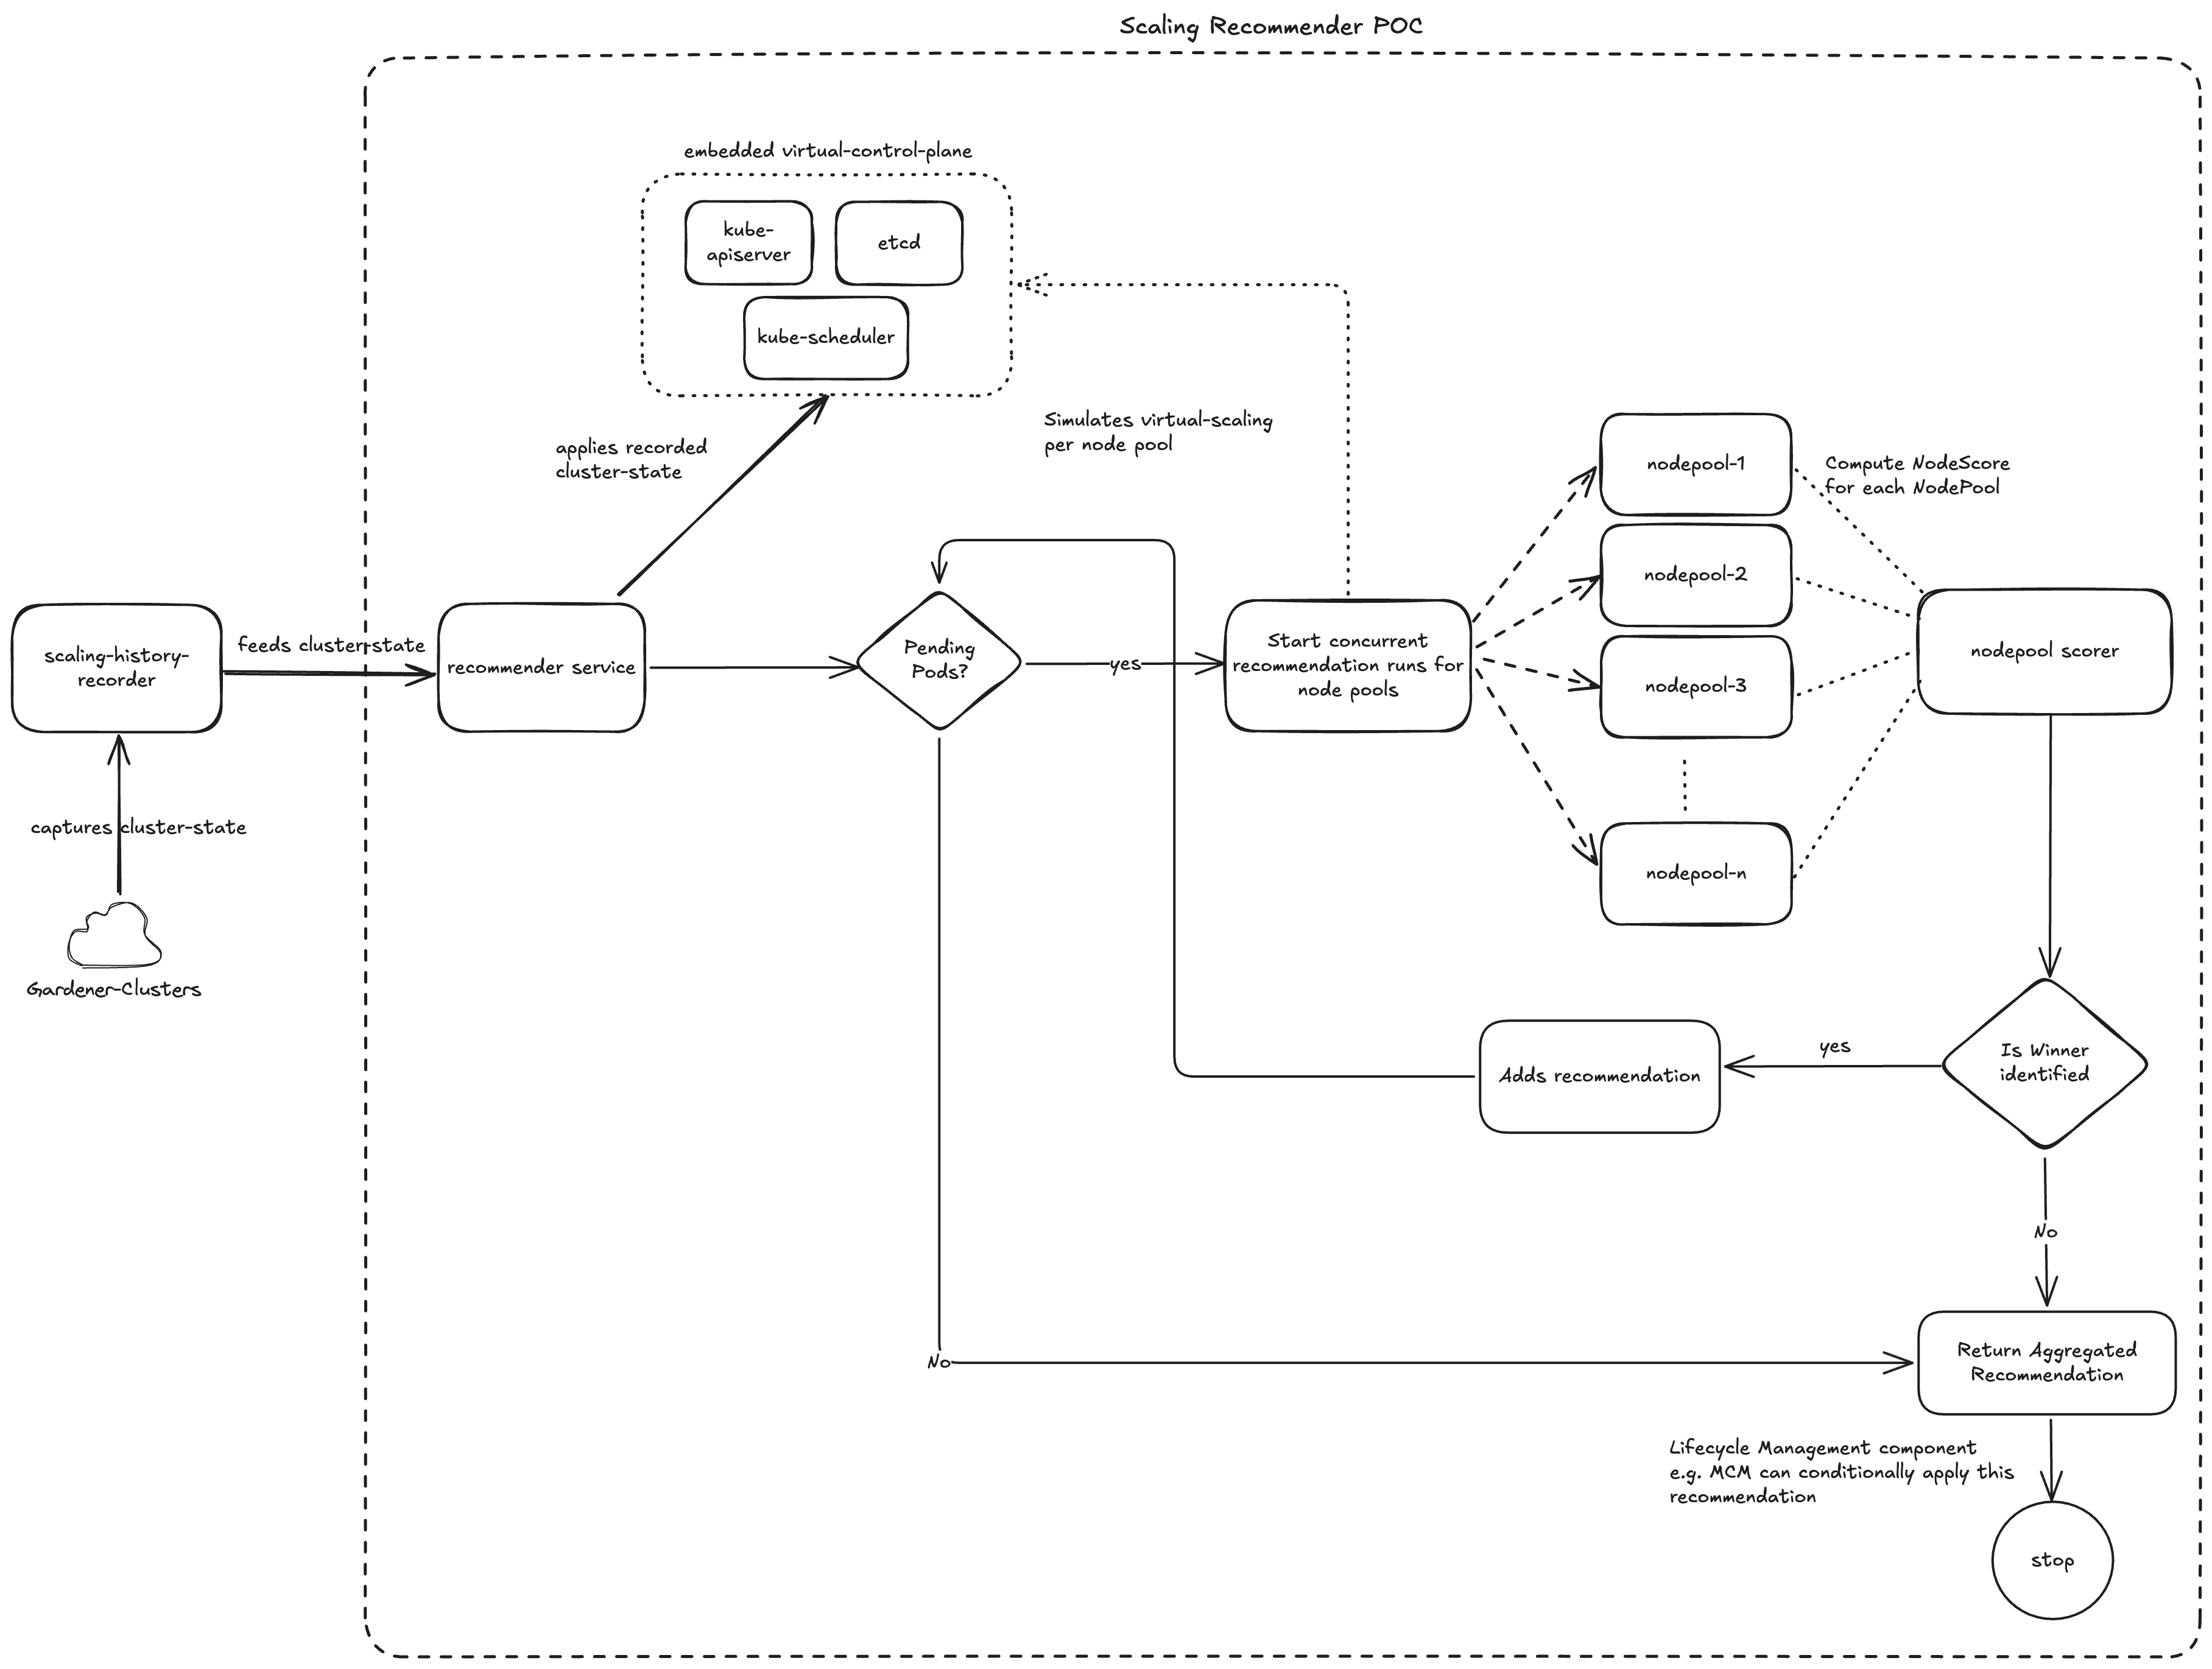 Scaling Recommender POC
embedded virtual-control-plane
kube-
apiserver
etcd
kube-scheduler
applies recorded
cluster-state
Simulates virtual-scaling
per node pool
nodepool-1
Compute NodeScore
for each NodePool
nodepool-2
scaling-history-
recorder
feeds cluster-state
recommender service
Pending
Pods?
yes
Start concurrent
recommendation runs for
node pools
nodepool-3
nodepool scorer
captures cluster-state
nodepool-n
Gardener-Clusters
Adds recommendation
yes
Is Winner
identified
No
No
Return Aggregated
Recommendation
Lifecycle Management component
e.g. MCM can conditionally apply this
recommendation
stop